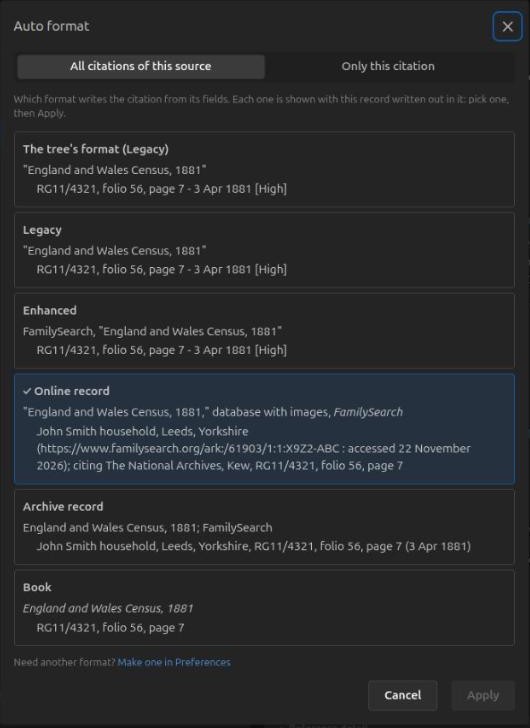 Auto format
All citations of this source
Only this citation
Which format writes the citation from its fields. Each one is shown with this record written out in it: pick one,
then Apply.
The tree's format (Legacy)
"England and Wales Census, 1881"
RG11/4321, folio 56, page 7 - 3 Apr 1881 [High]
Legacy
"England and Wales Census, 1881"
RG11/4321, folio 56, page 7 - 3 Apr 1881 [High]
Enhanced
FamilySearch, "England and Wales Census, 1881"
RG11/4321, folio 56, page 7 - 3 Apr 1881 [High]
✓ Online record
"England and Wales Census, 1881," database with images, FamilySearch
John Smith household, Leeds, Yorkshire
(https://www.familysearch.org/ark:/61903/1:1:X9Z2-ABC : accessed 22 November
2026); citing The National Archives, Kew, RG11/4321, folio 56, page 7
Archive record
England and Wales Census, 1881; FamilySearch
John Smith household, Leeds, Yorkshire, RG11/4321, folio 56, page 7 (3 Apr 1881)
Book
England and Wales Census, 1881
RG11/4321, folio 56, page 7
Need another format? Make one in Preferences
Cancel
Apply